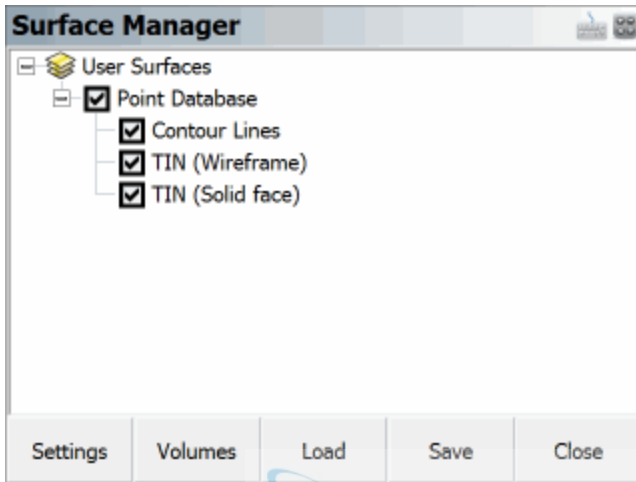 Surface Manager
User Surfaces
Point Database
Contour Lines
TIN (Wireframe)
TIN (Solid face)
Settings Volumes Load Save Close